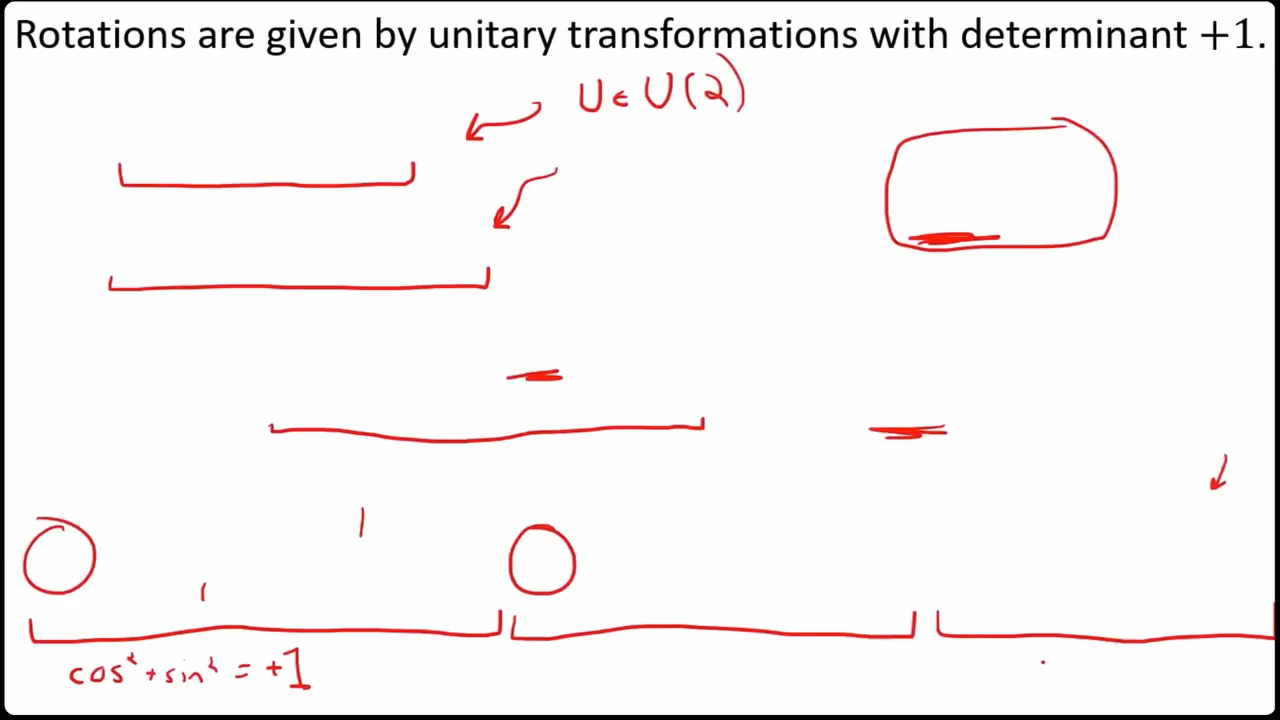 Rotations are given by unitary transformations with determinant +1.
U ∈ U(2)
cos² + sin² = +1